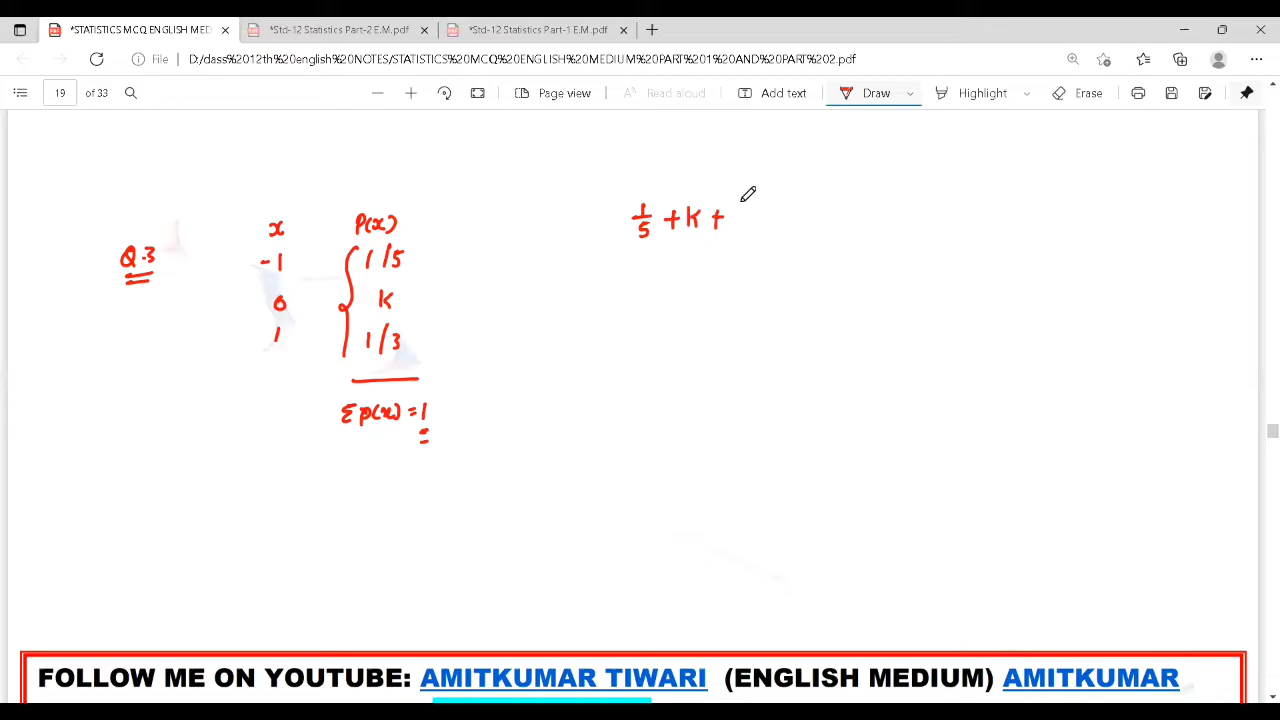 *STATISTICS MCQ ENGLISH MED
*Std-12 Statistics Part-2 E.M.pdf
*Std-12 Statistics Part-1 E.M.pdf
File
D:/class%2012th%20english%20NOTES/STATISTICS%20MCQ%20ENGLISH%20MEDIUM%20PART%201%20AND%20PART%202.pdf
19 of 33
Page view
Read aloud
Add text
Draw
Highlight
Erase
1/5 + K +
x P(x)
Q.3 -1 1/5
0 K
1 1/3
Σp(x) = 1
FOLLOW ME ON YOUTUBE: AMITKUMAR TIWARI (ENGLISH MEDIUM) AMITKUMAR